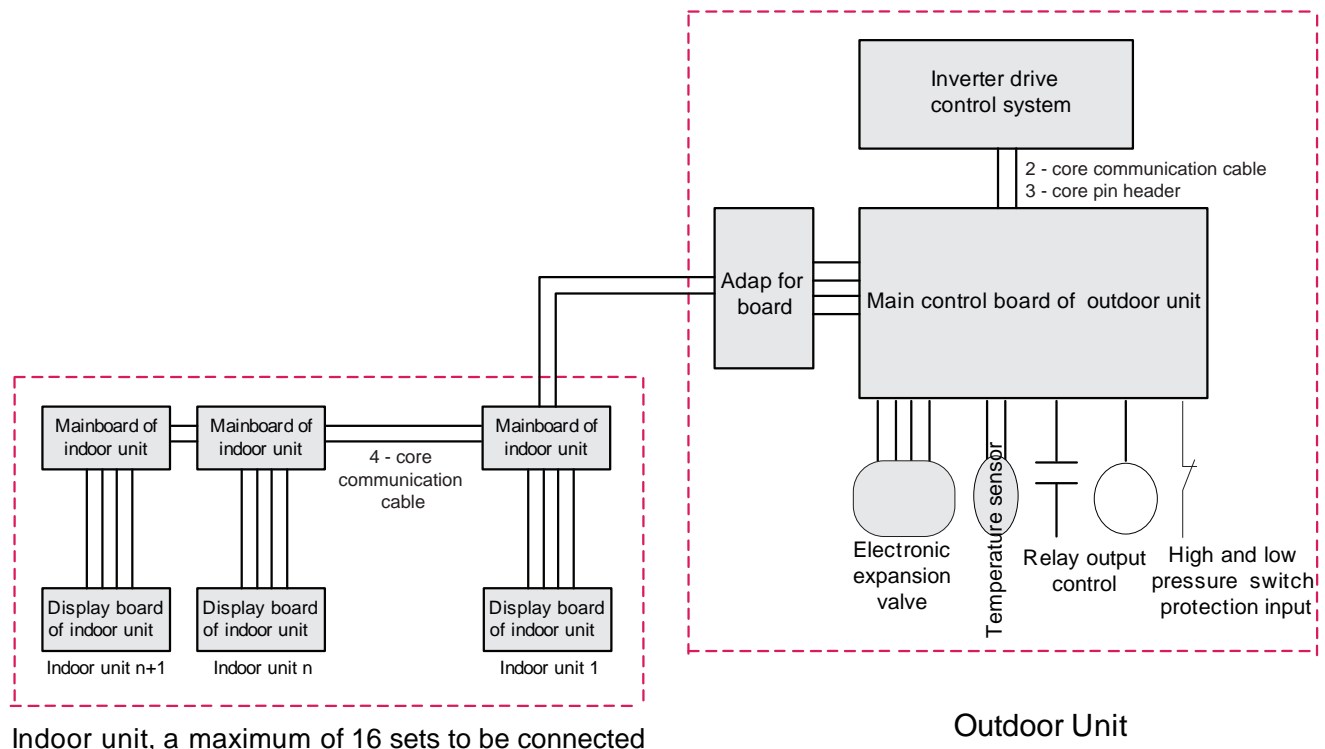 Inverter drive
control system
2 - core communication cable
3 - core pin header
Adap for
board
Main control board of outdoor unit
Mainboard of
indoor unit
Mainboard of
indoor unit
Mainboard of
indoor unit
4 - core
communication
cable
Display board
of indoor unit
Display board
of indoor unit
Display board
of indoor unit
Indoor unit n+1
Indoor unit n
Indoor unit 1
Electronic
expansion
valve
Temperature sensor
Relay output
control
High and low
pressure switch
protection input
Indoor unit, a maximum of 16 sets to be connected
Outdoor Unit